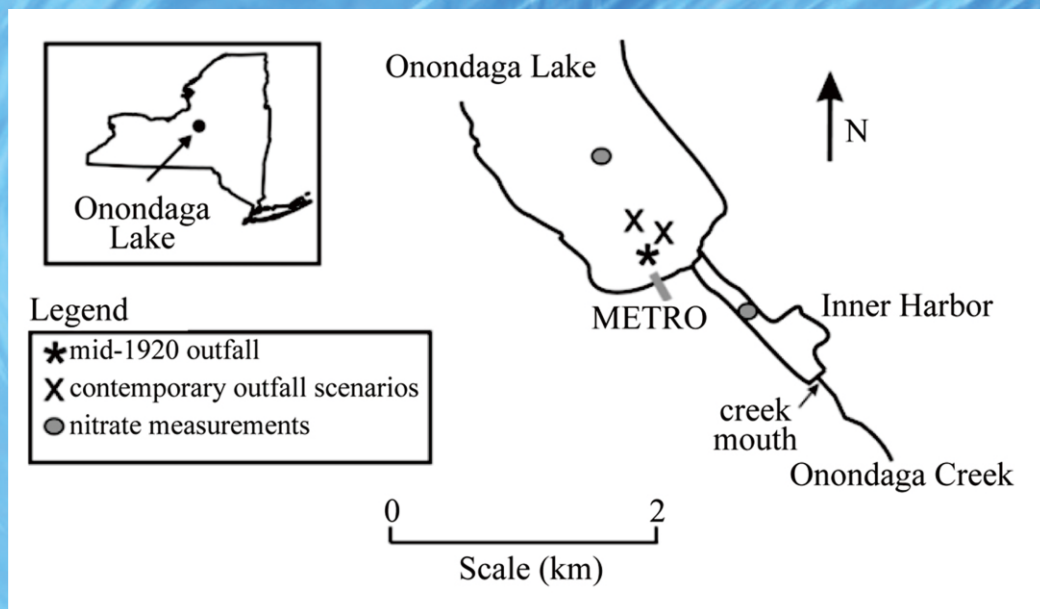 Onondaga
Lake
Onondaga Lake
N
METRO
Inner Harbor
creek
mouth
Onondaga Creek
Legend
* mid-1920 outfall
X contemporary outfall scenarios
nitrate measurements
X
X
*
0 2
Scale (km)